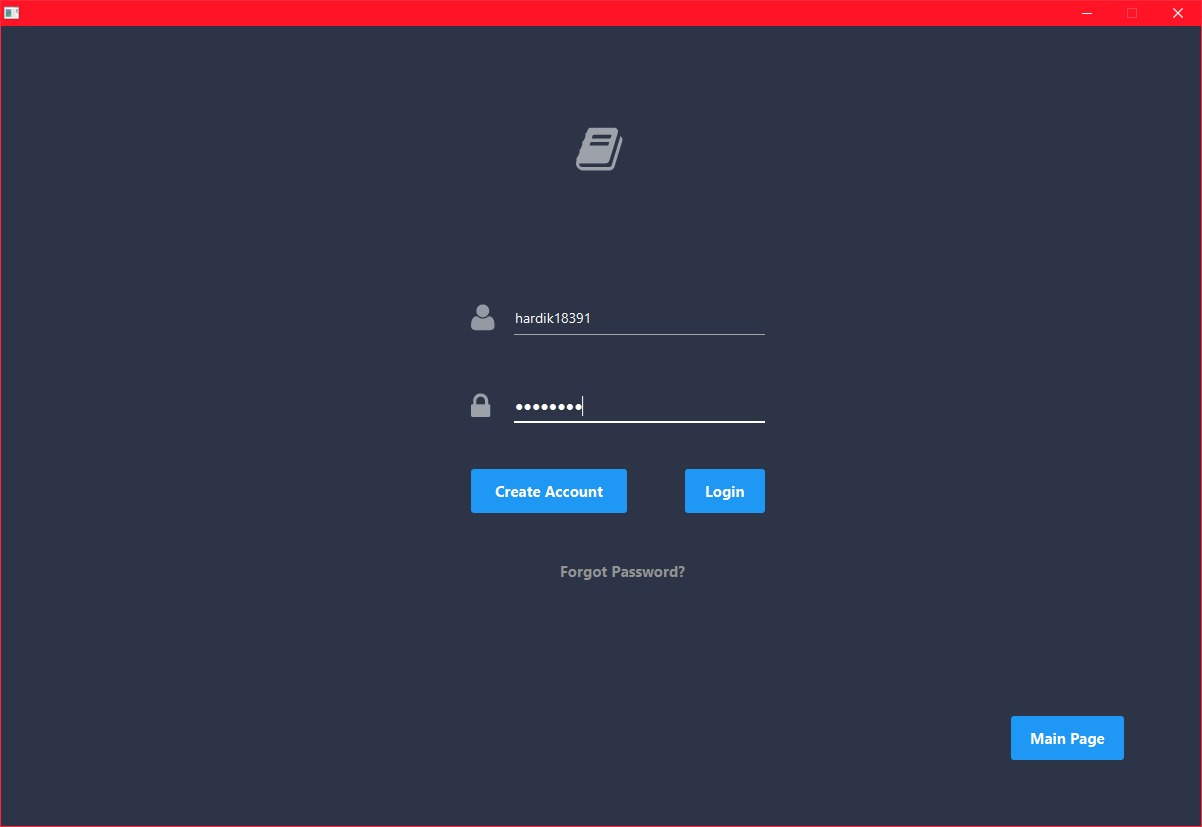 hardik18391
••••••••
Create Account Login
Forgot Password?
Main Page